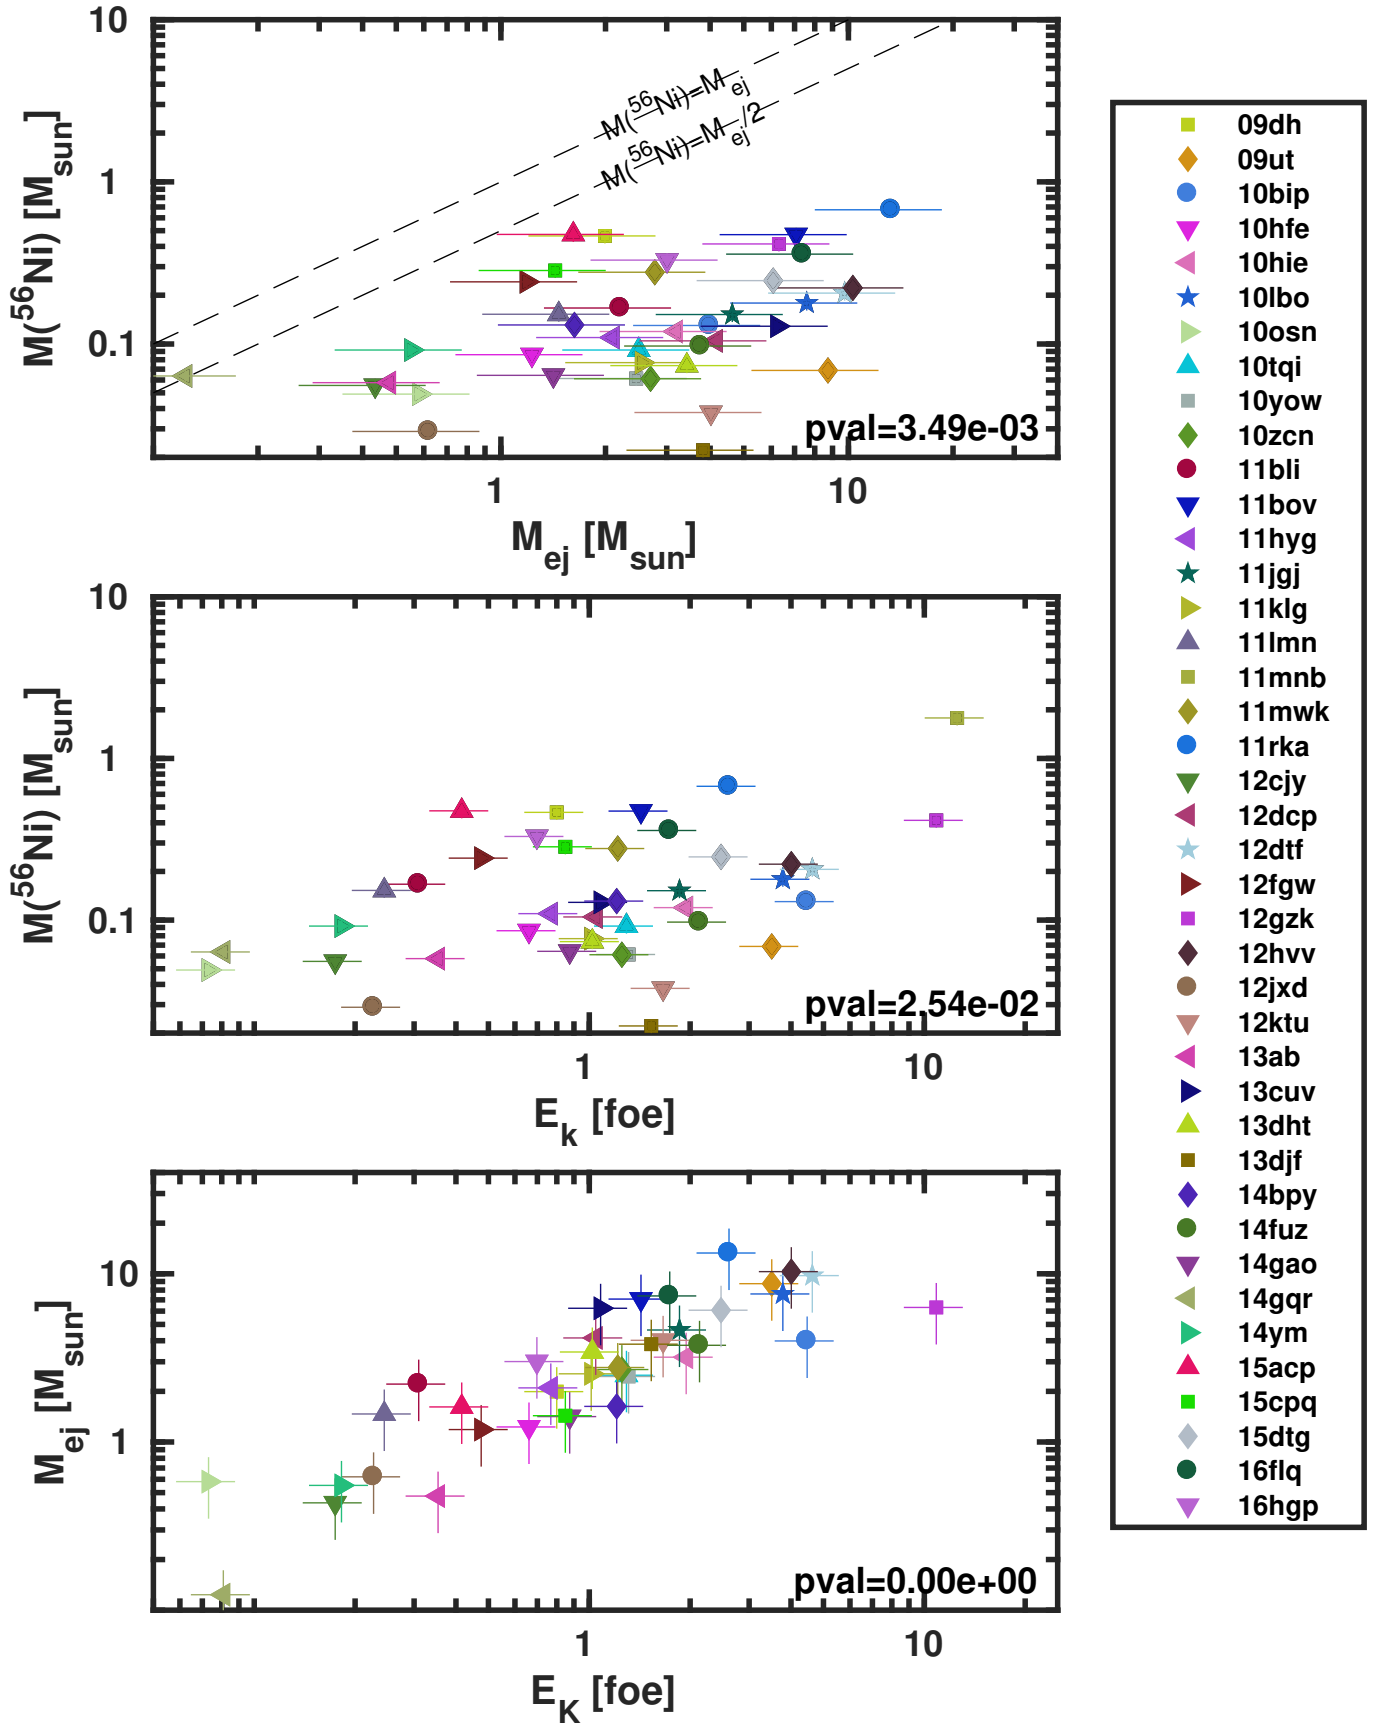 10
1
0.1
M(56Ni) [Msun]
M(56Ni)=Mej
M(56Ni)=Mej/2
pval=3.49e-03
1
10
Mej [Msun]
10
1
0.1
M(56Ni) [Msun]
pval=2.54e-02
1
10
Ek [foe]
10
1
Mej [Msun]
pval=0.00e+00
1
10
EK [foe]
09dh
09ut
10bip
10hfe
10hie
10lbo
10osn
10tqi
10yow
10zcn
11bli
11bov
11hyg
11jgj
11klg
11lmn
11mnb
11mwk
11rka
12cjy
12dcp
12dtf
12fgw
12gzk
12hvv
12jxd
12ktu
13ab
13cuv
13dht
13djf
14bpy
14fuz
14gao
14gqr
14ym
15acp
15cpq
15dtg
16flq
16hgp